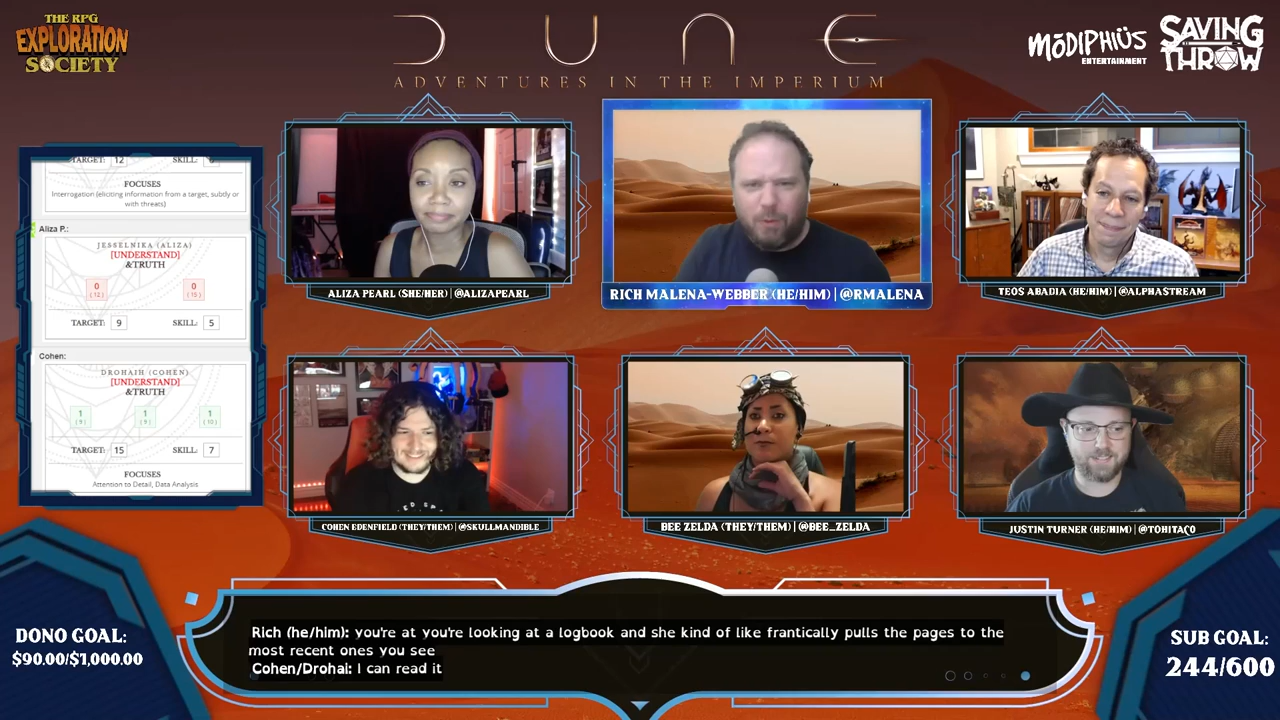 THE RPG
EXPLORATION
SOCIETY
DUNE
ADVENTURES IN THE IMPERIUM
MōDIPHIÜS
ENTERTAINMENT
SAVING
THROW
TARGET: 12 SKILL:
FOCUSES
Interrogation (eliciting information from a target, subtly or
with threats)
Aliza P.:
JESSELNIKA (ALIZA)
[UNDERSTAND]
&TRUTH
0 0
(12) (15)
TARGET: 9 SKILL: 5
Cohen:
DROHAIH (COHEN)
[UNDERSTAND]
&TRUTH
1 1 1
(9) (10)
TARGET: 15 SKILL: 7
FOCUSES
Attention to Detail, Data Analysis
ALIZA PEARL (SHE/HER) | @ALIZAPEARL
RICH MALENA-WEBBER (HE/HIM) | @RMALENA
TEOS ABADIA (HE/HIM) | @ALPHASTREAM
COHEN EDENFIELD (THEY/THEM) | @SKULLMANDIBLE
BEE ZELDA (THEY/THEM) | @BEE_ZELDA
JUSTIN TURNER (HE/HIM) | @TOHITACO
DONO GOAL:
$90.00/$1,000.00
Rich (he/him): you're at you're looking at a logbook and she kind of like frantically pulls the pages to the
most recent ones you see
Cohen/Drohai: I can read it
SUB GOAL:
244/600